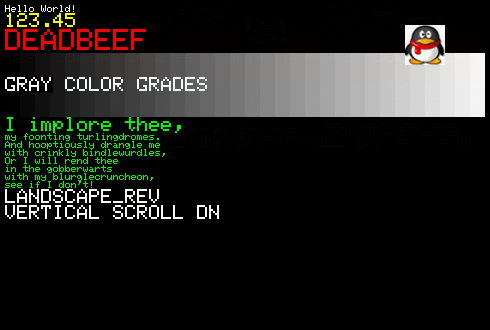 Hello World!
123.45
DEADBEEF
GRAY COLOR GRADES
I implore thee,
my foonting turlingdromes.
And hooptiously drangle me
with crinkly bindlewurdles,
Or I will rend thee
in the gobberwarts
with my blurglecruncheon,
see if I don't!
LANDSCAPE_REV
VERTICAL SCROLL DN